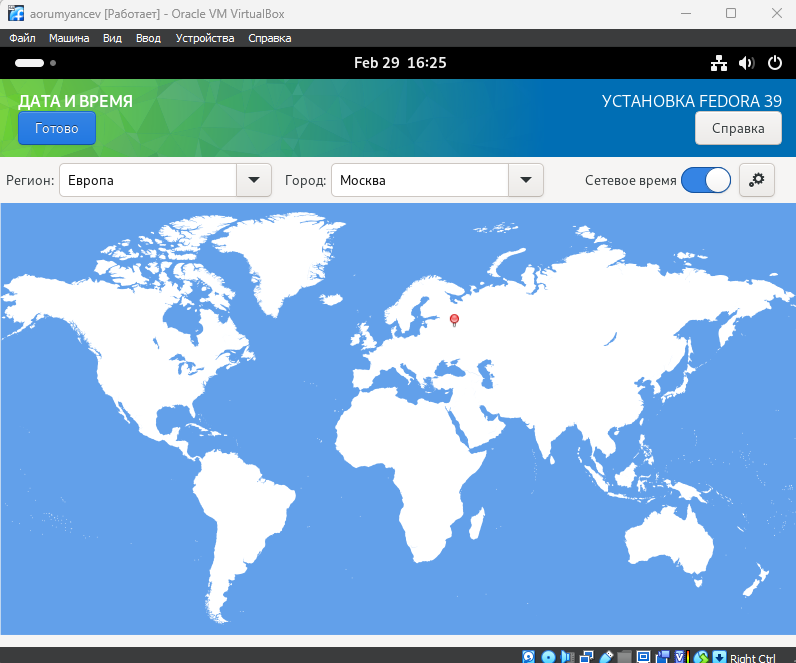 aorumyancev [Работает] - Oracle VM VirtualBox
Файл Машина Вид Ввод Устройства Справка
Feb 29 16:25
ДАТА И ВРЕМЯ
УСТАНОВКА FEDORA 39
Готово
Справка
Регион: Европа Город: Москва Сетевое время
Right Ctrl